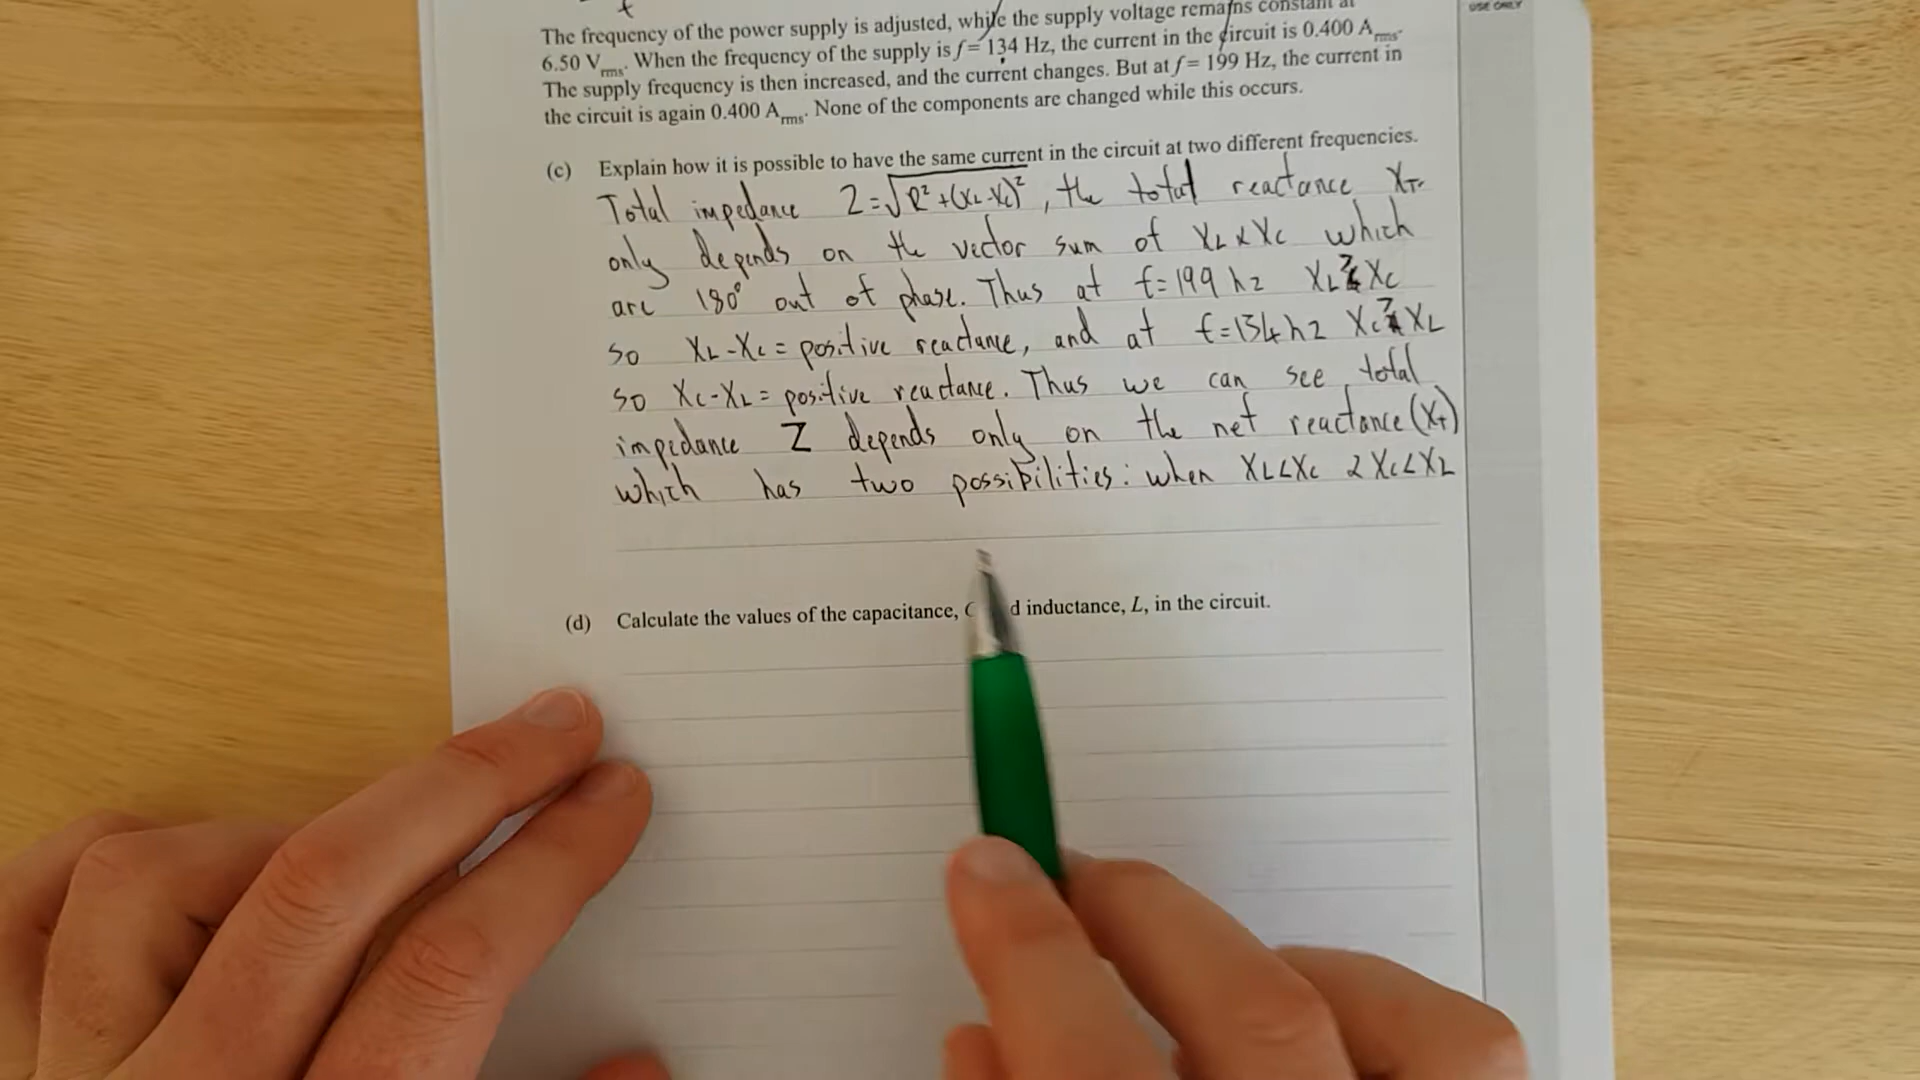 USE ONLY
The frequency of the power supply is adjusted, while the supply voltage remains constant at
6.50 Vrms. When the frequency of the supply is f = 134 Hz, the current in the circuit is 0.400 Arms.
The supply frequency is then increased, and the current changes. But at f = 199 Hz, the current in
the circuit is again 0.400 Arms. None of the components are changed while this occurs.
(c) Explain how it is possible to have the same current in the circuit at two different frequencies.
Total impedance Z = √R² + (XL - Xc)², the total reactance XT
only depends on the vector sum of XL & Xc which
are 180° out of phase. Thus at f = 199 hz XL > Xc
so XL - Xc = positive reactance, and at f = 134 hz Xc > XL
so Xc - XL = positive reactance. Thus we can see total
impedance Z depends only on the net reactance (XT)
which has two possibilities: when XL < Xc & Xc < XL
(d) Calculate the values of the capacitance, d inductance, L, in the circuit.